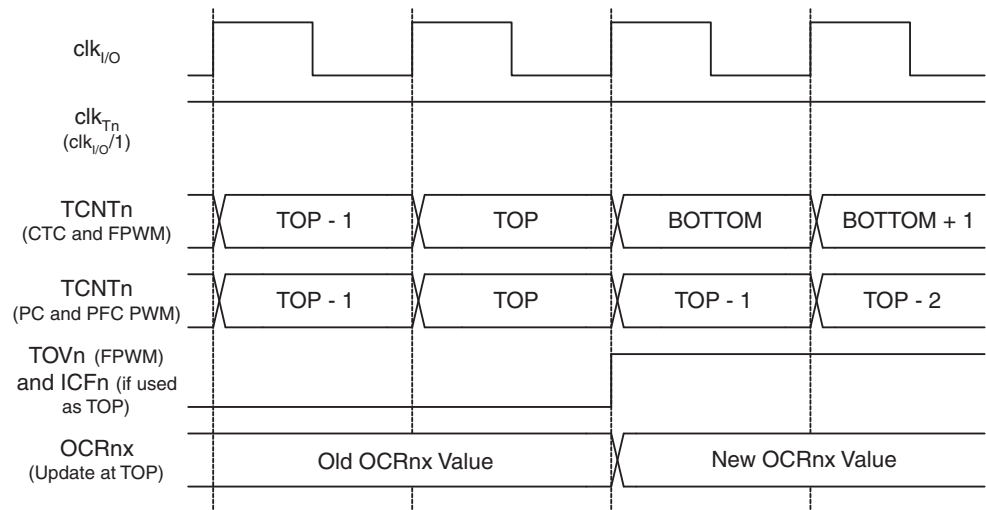 clkI/O
clkTn
(clkI/O/1)
TCNTn
(CTC and FPWM)
TOP - 1
TOP
BOTTOM
BOTTOM + 1
TCNTn
(PC and PFC PWM)
TOP - 1
TOP
TOP - 1
TOP - 2
TOVn (FPWM)
and ICFn (if used
as TOP)
OCRnx
(Update at TOP)
Old OCRnx Value
New OCRnx Value